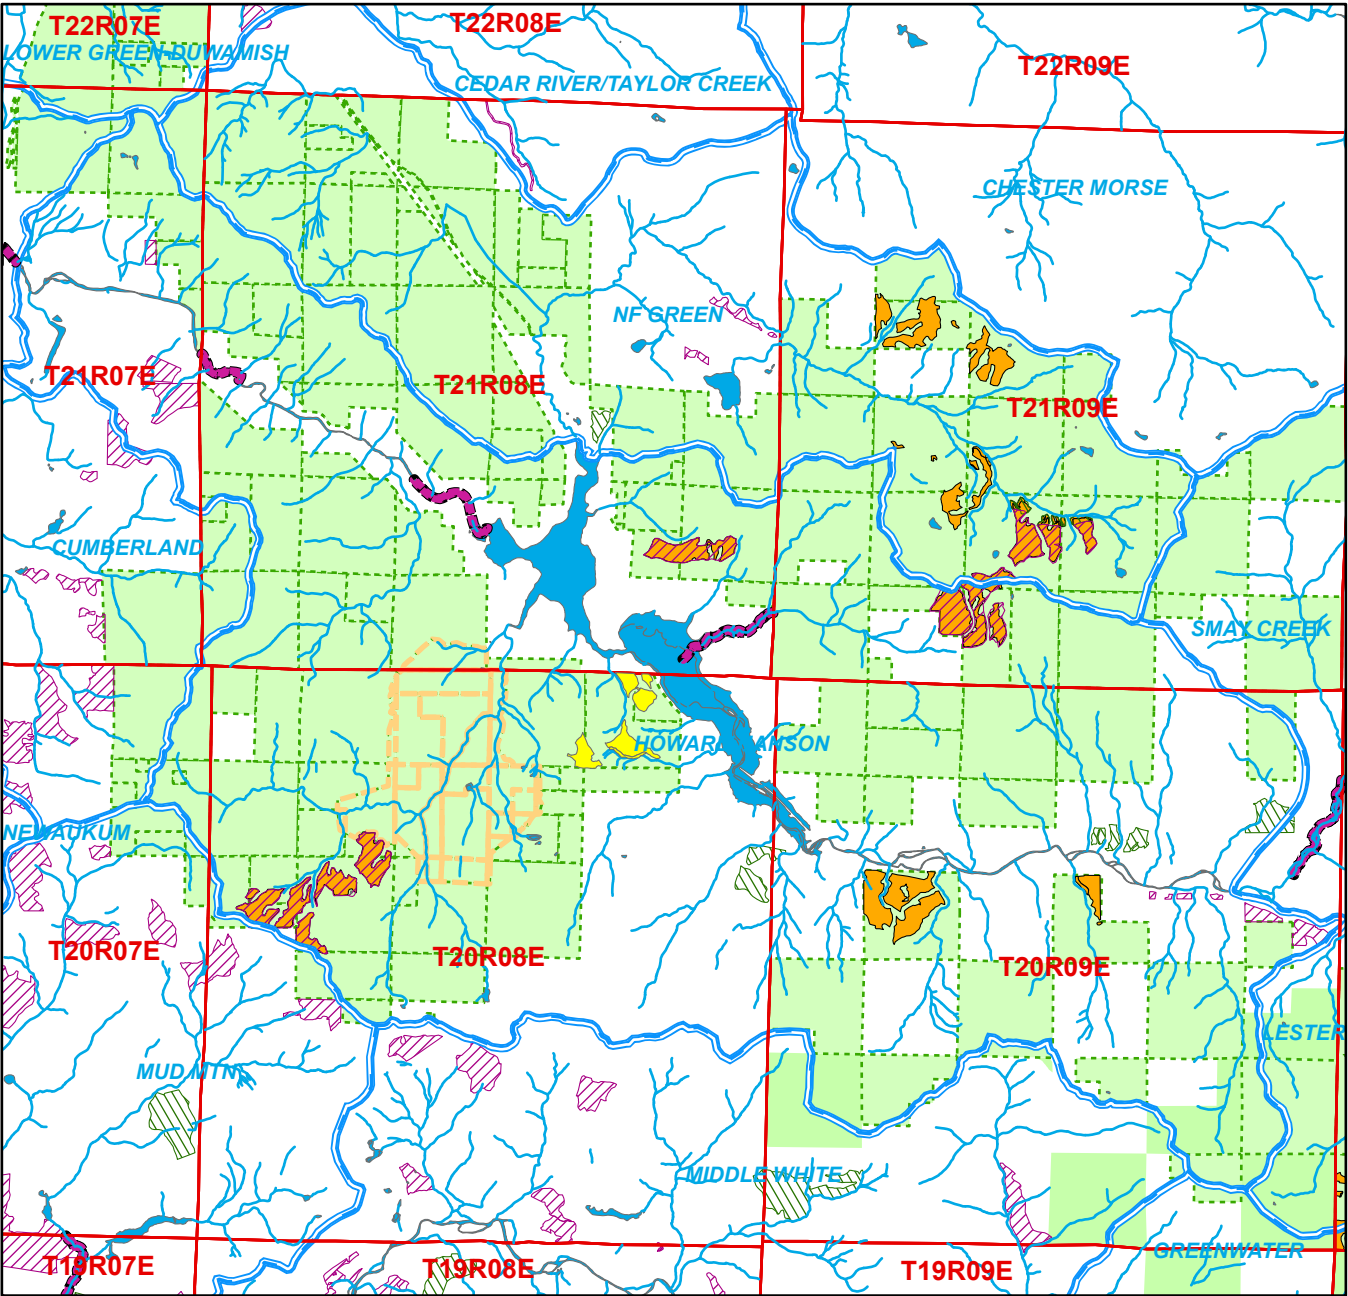 T22R07E
T22R08E
LOWER GREEN-DUWAMISH
T22R09E
CEDAR RIVER/TAYLOR CREEK
CHESTER MORSE
NF GREEN
T21R07E
T21R08E
T21R09E
CUMBERLAND
SMAY CREEK
HOWARD HANSON
NEWAUKUM
T20R07E
T20R08E
T20R09E
LESTER
MUD MTN
MIDDLE WHITE
GREENWATER
T19R07E
T19R08E
T19R09E